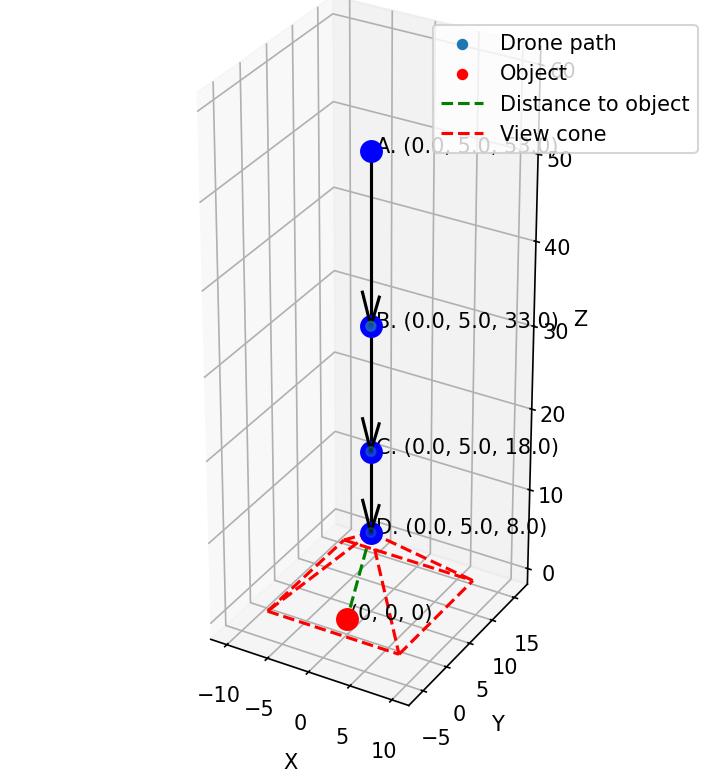 Drone path
Object
Distance to object
View cone
A. (0.0, 5.0, 53.0)
50
40
B. (0.0, 5.0, 33.0)
30
Z
20
C. (0.0, 5.0, 18.0)
10
D. (0.0, 5.0, 8.0)
0
(0, 0, 0)
15
10
5
0
−5
Y
−10
−5
0
5
10
X